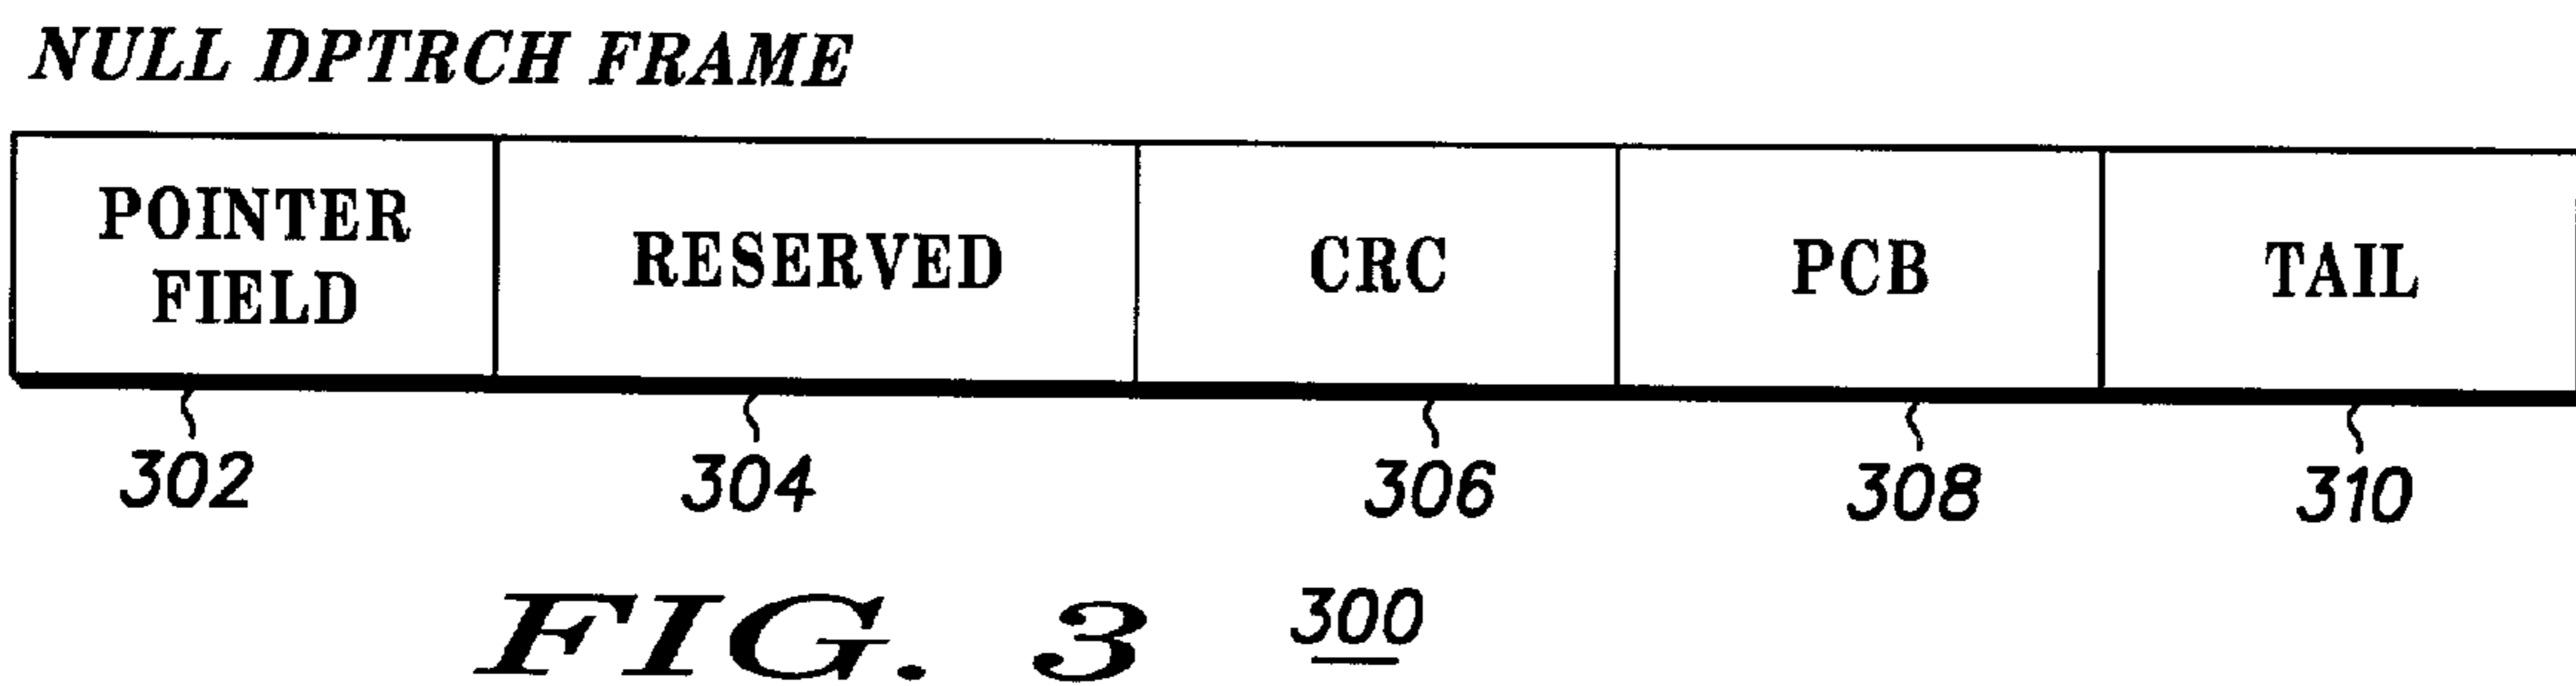 NULL DPTRCH FRAME
POINTER
FIELD
RESERVED
CRC
PCB
TAIL
302
304
306
308
310
FIG. 3
300